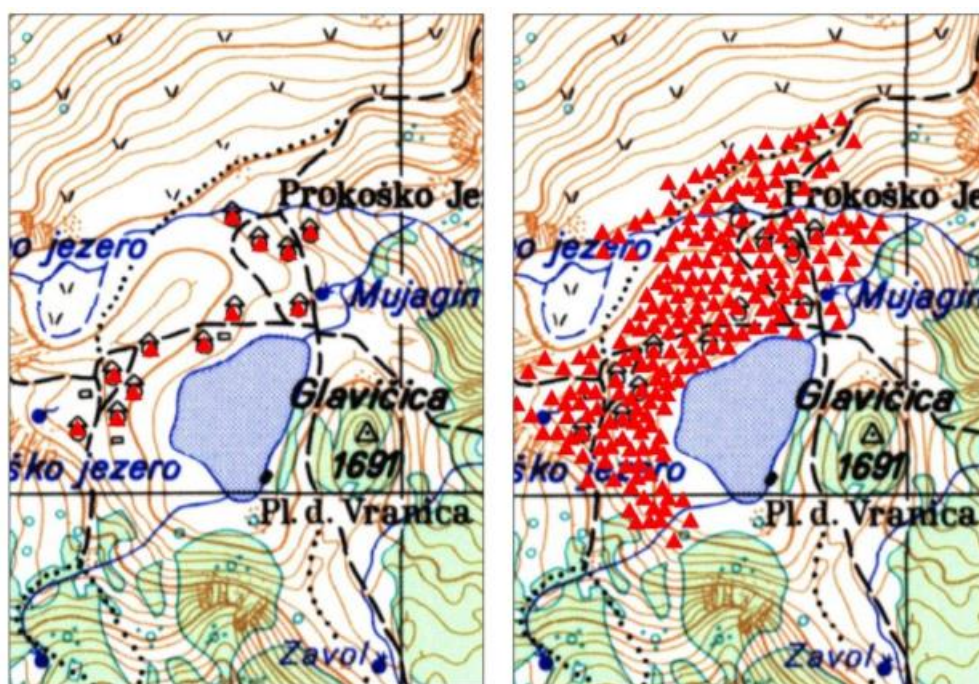 Prokoško Je
o jezero
Mujagin
Glavičica
1691
ško jezero
Pl. d. Vranica
Zavol
Prokoško Je
ko jezero
Mujagin
Glavičica
1691
ško jezero
Pl. d. Vranica
Zavol